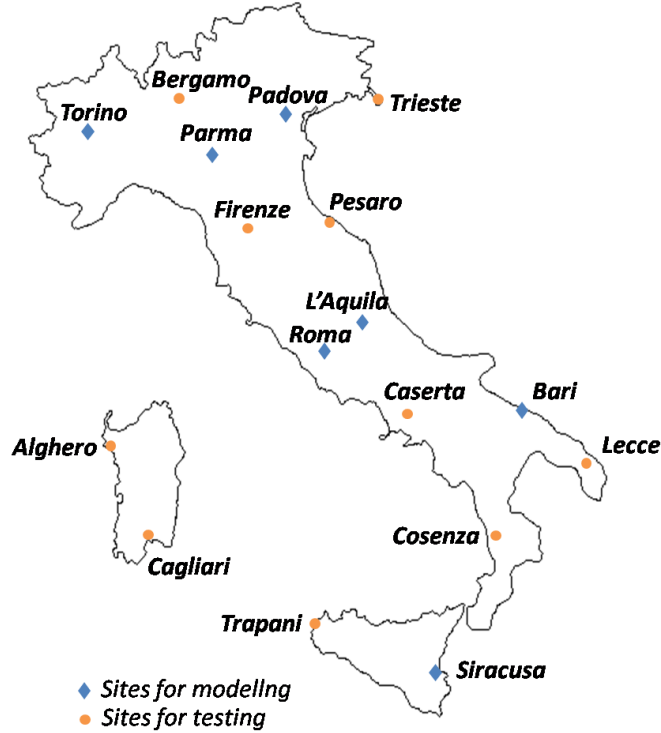 Bergamo
Padova
Trieste
Torino
Parma
Firenze
Pesaro
L'Aquila
Roma
Caserta
Bari
Alghero
Lecce
Cosenza
Cagliari
Trapani
Siracusa
Sites for modellng
Sites for testing